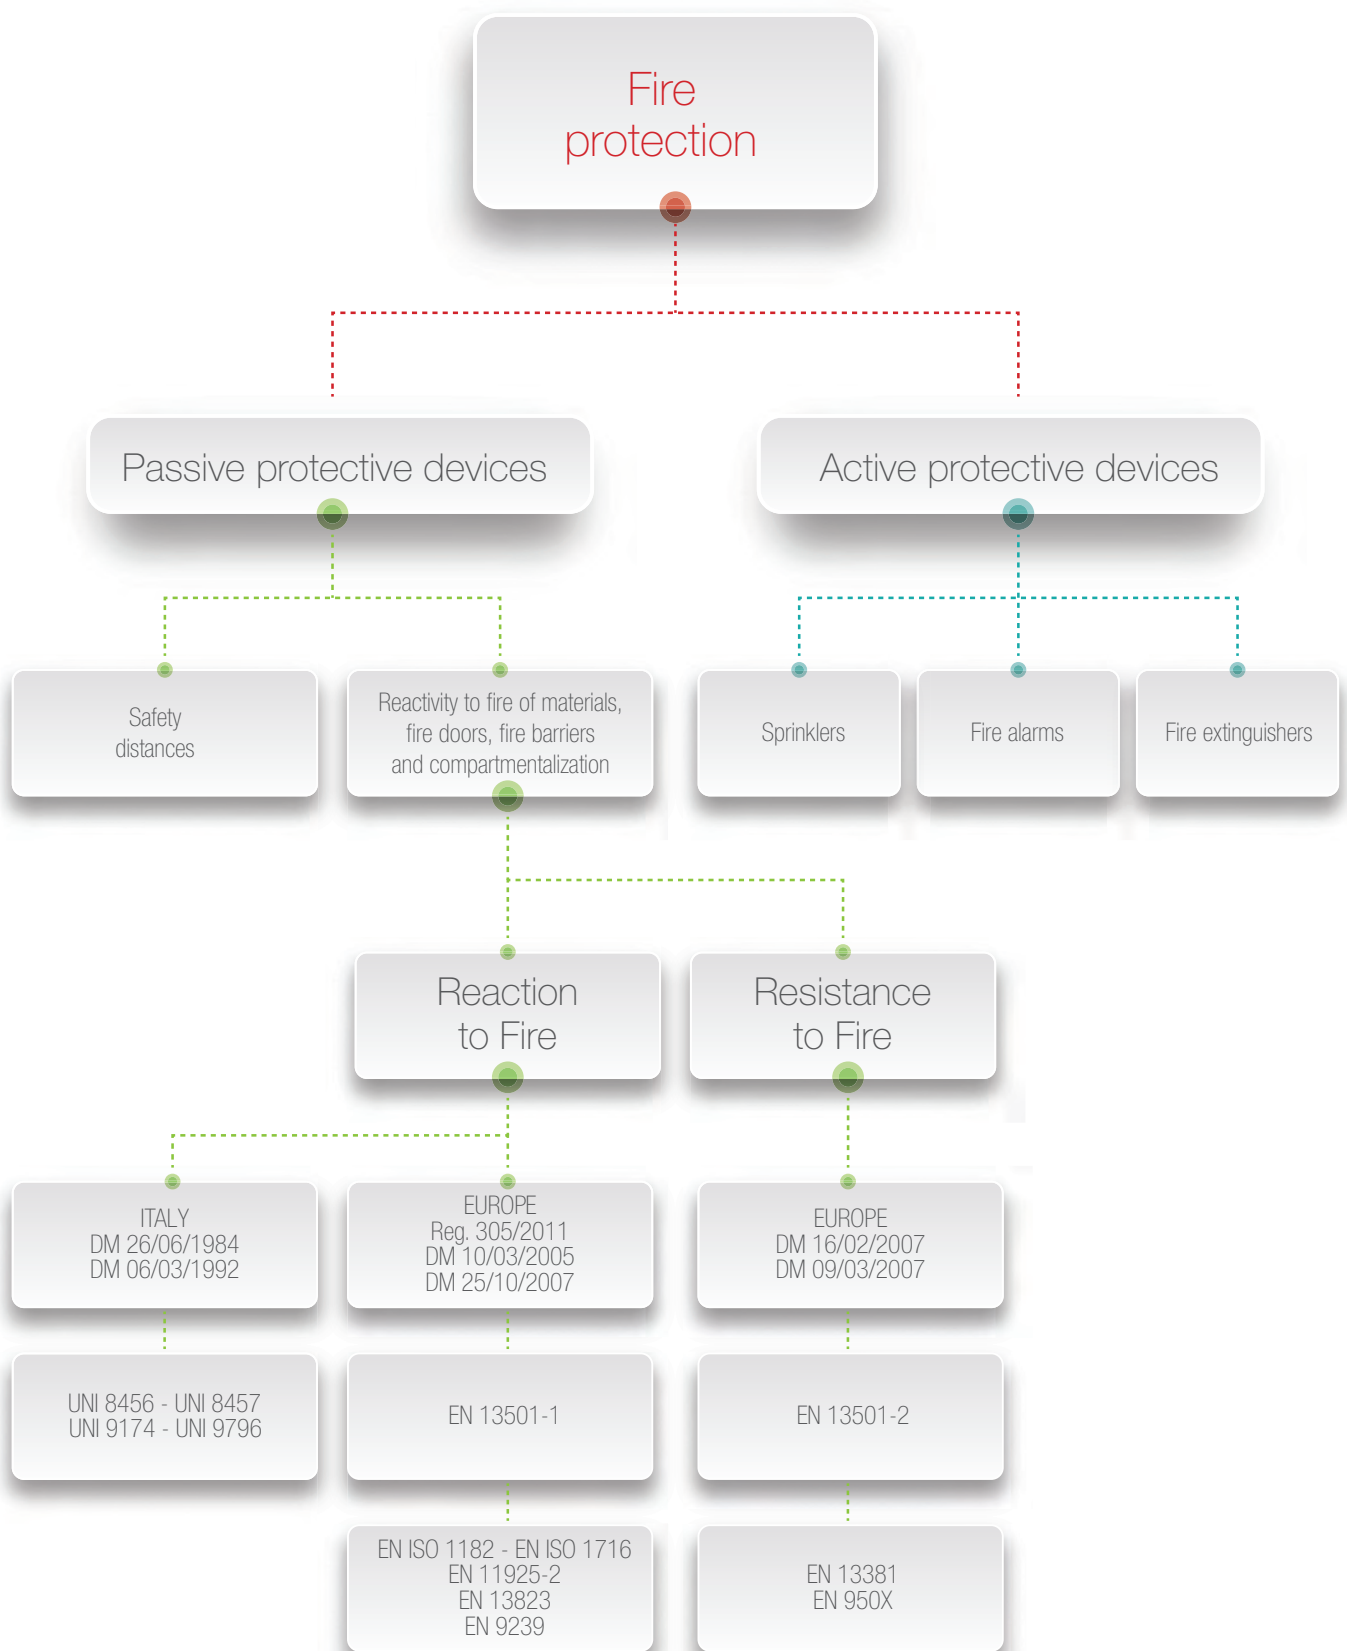 Fire
protection
Passive protective devices
Active protective devices
Safety
distances
Reactivity to fire of materials,
fire doors, fire barriers
and compartmentalization
Sprinklers
Fire alarms
Fire extinguishers
Reaction
to Fire
Resistance
to Fire
ITALY
DM 26/06/1984
DM 06/03/1992
EUROPE
Reg. 305/2011
DM 10/03/2005
DM 25/10/2007
EUROPE
DM 16/02/2007
DM 09/03/2007
UNI 8456 - UNI 8457
UNI 9174 - UNI 9796
EN 13501-1
EN 13501-2
EN ISO 1182 - EN ISO 1716
EN 11925-2
EN 13823
EN 9239
EN 13381
EN 950X